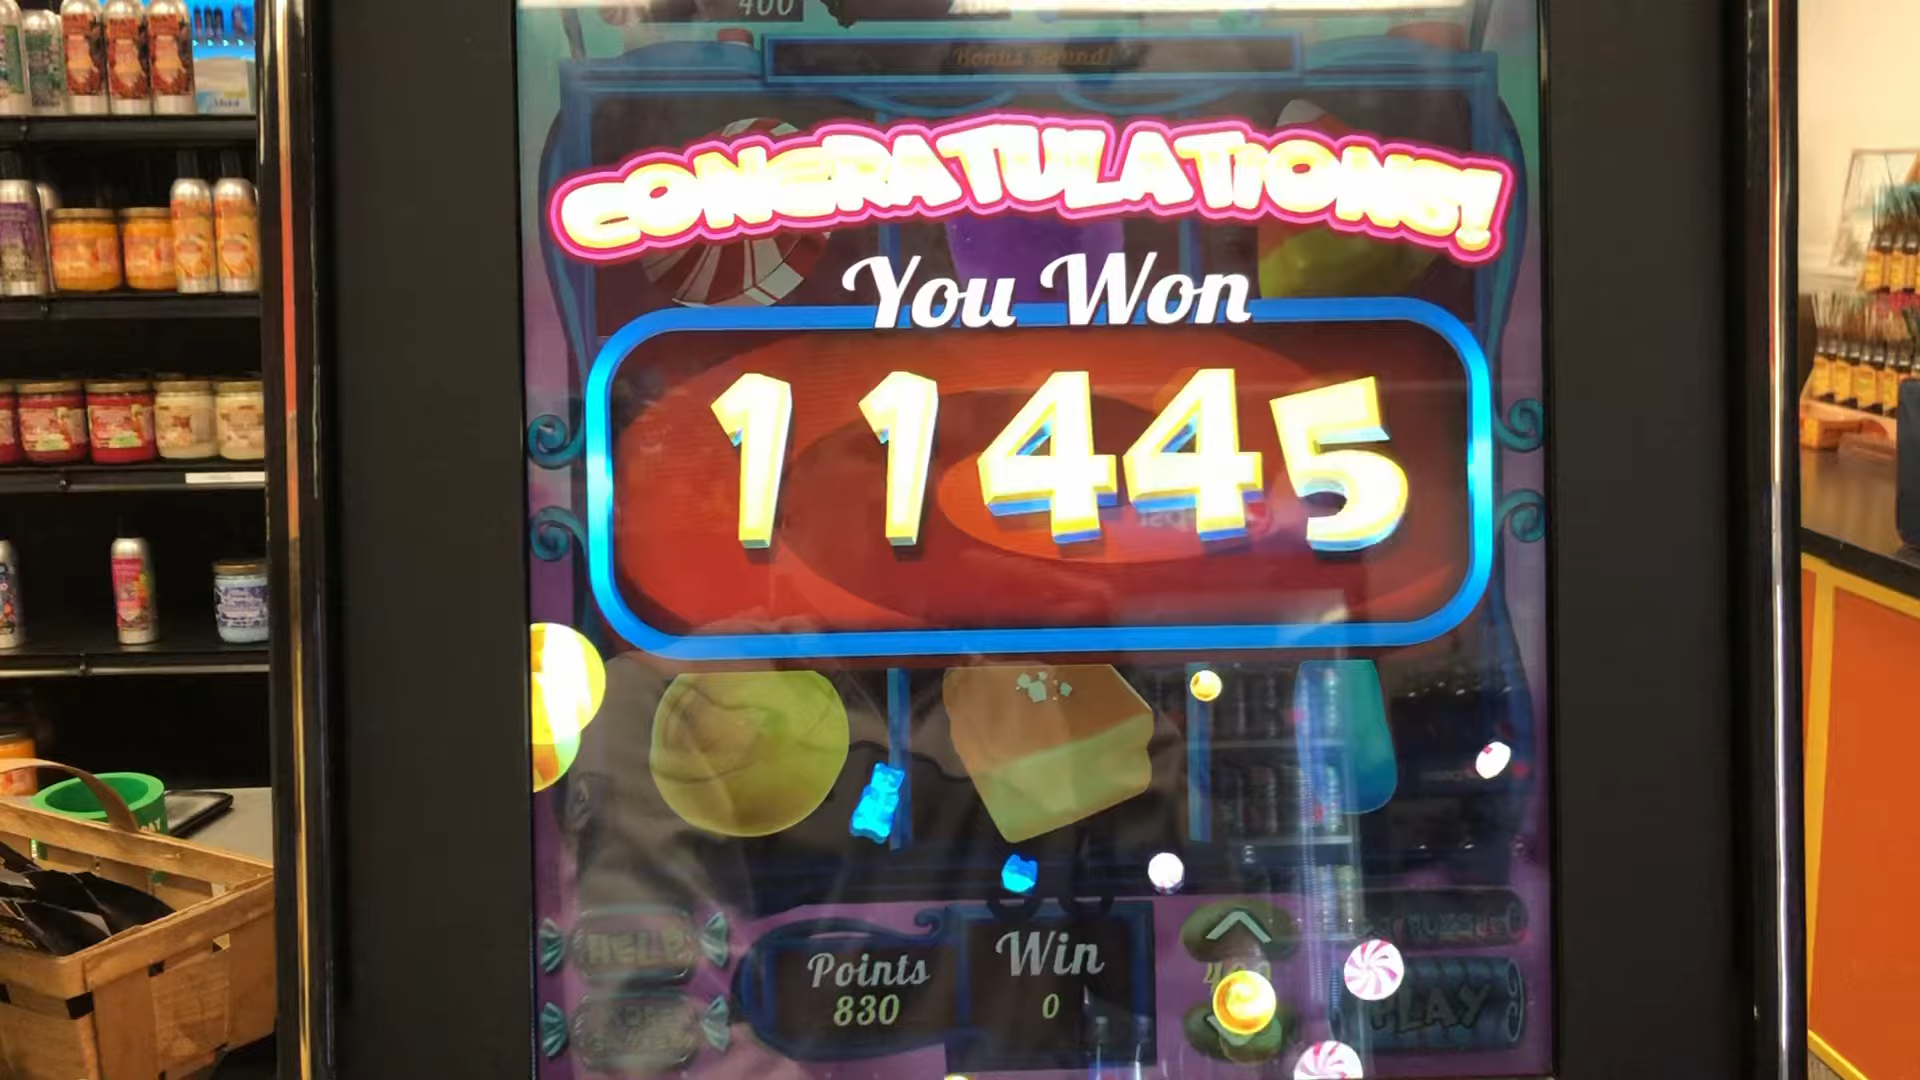 400
Bonus Round!
CONGRATULATIONS!
You Won
11445
HELP
Points
830
Win
0
PLAY